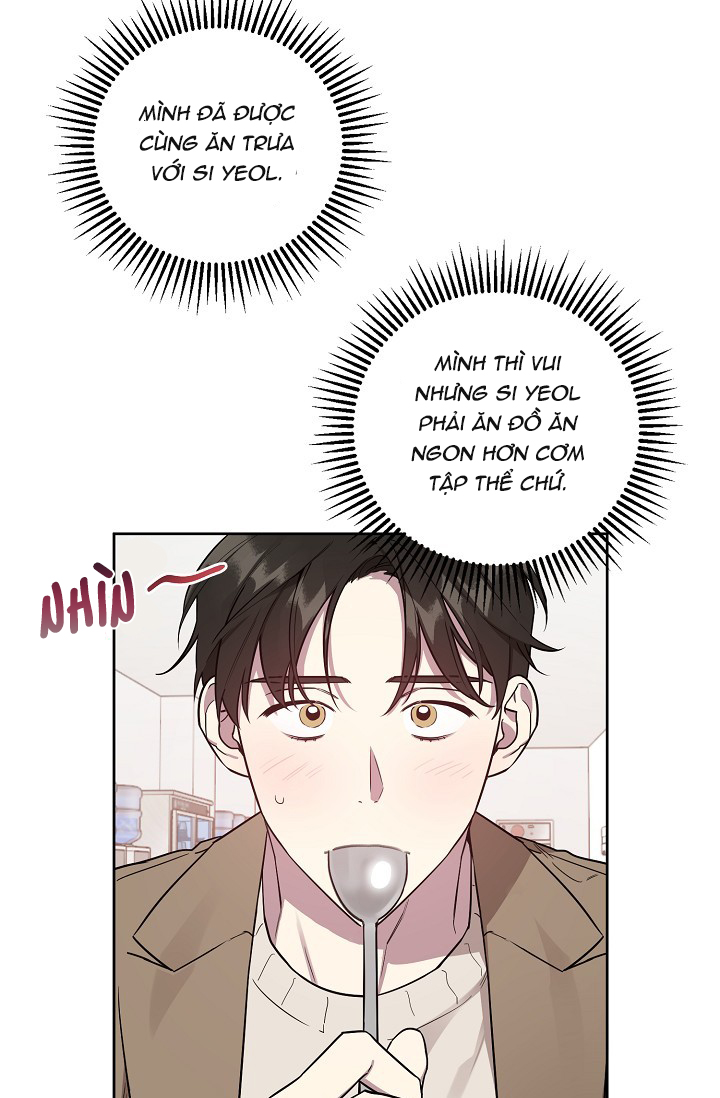 MÌNH ĐÃ ĐƯỢC
CÙNG ĂN TRƯA
VỚI SI YEOL.
MÌNH THÌ VUI
NHƯNG SI YEOL
PHẢI ĂN ĐỒ ĂN
NGON HƠN CƠM
TẬP THỂ CHỨ.
NHÌN~